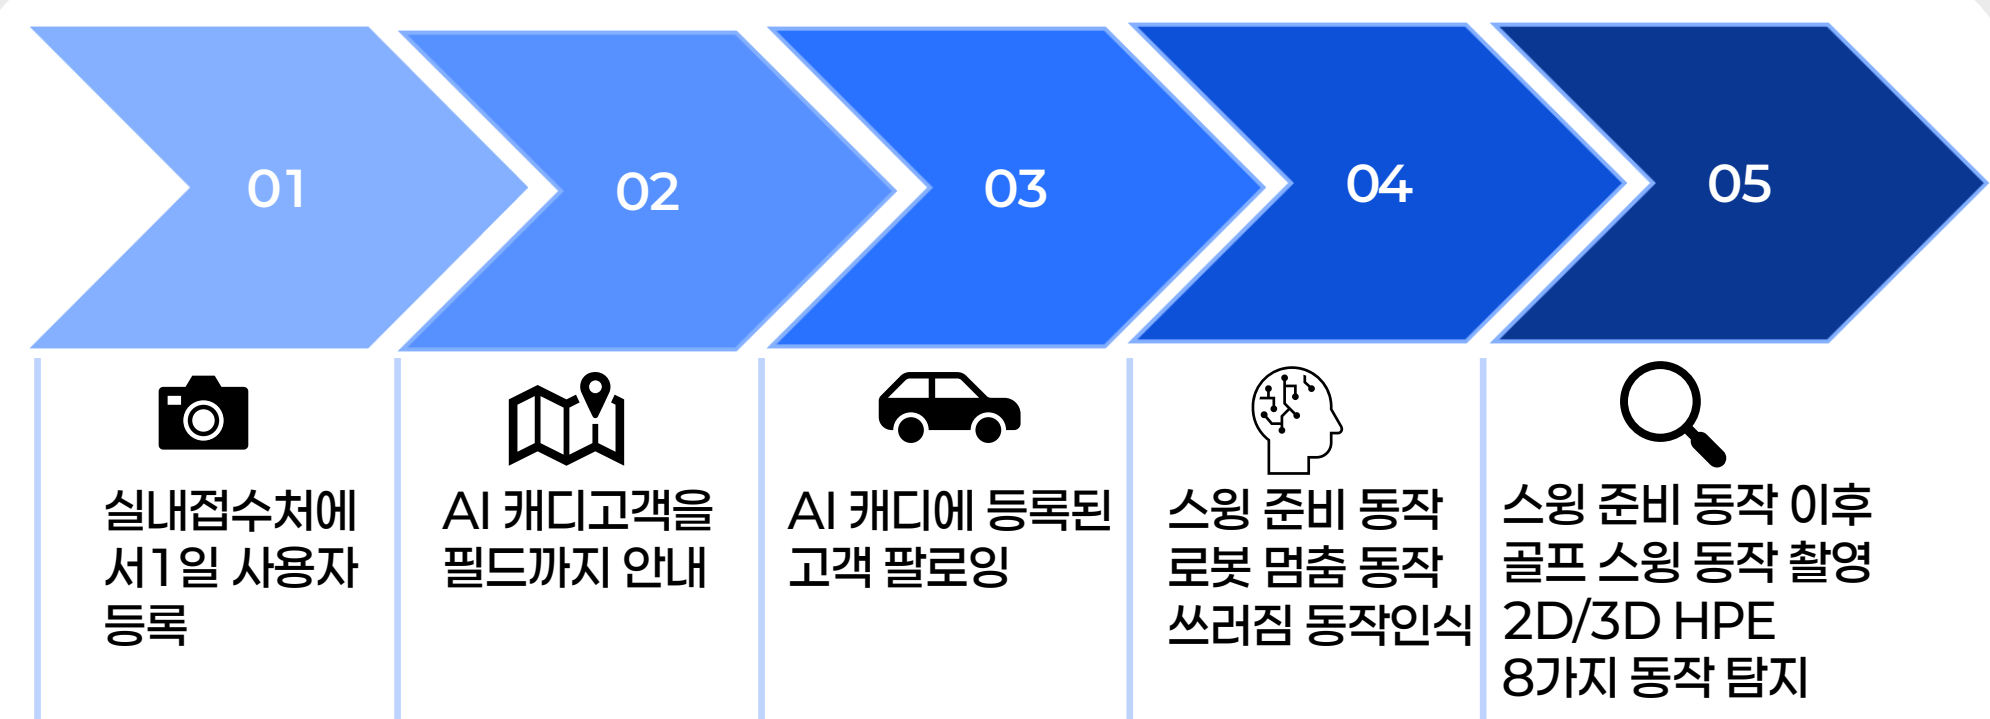 01
02
03
04
05
실내접수처에
서1일 사용자
등록
AI 캐디고객을
필드까지 안내
AI 캐디에 등록된
고객 팔로잉
스윙 준비 동작
로봇 멈춤 동작
쓰러짐 동작인식
스윙 준비 동작 이후
골프 스윙 동작 촬영
2D/3D HPE
8가지 동작 탐지